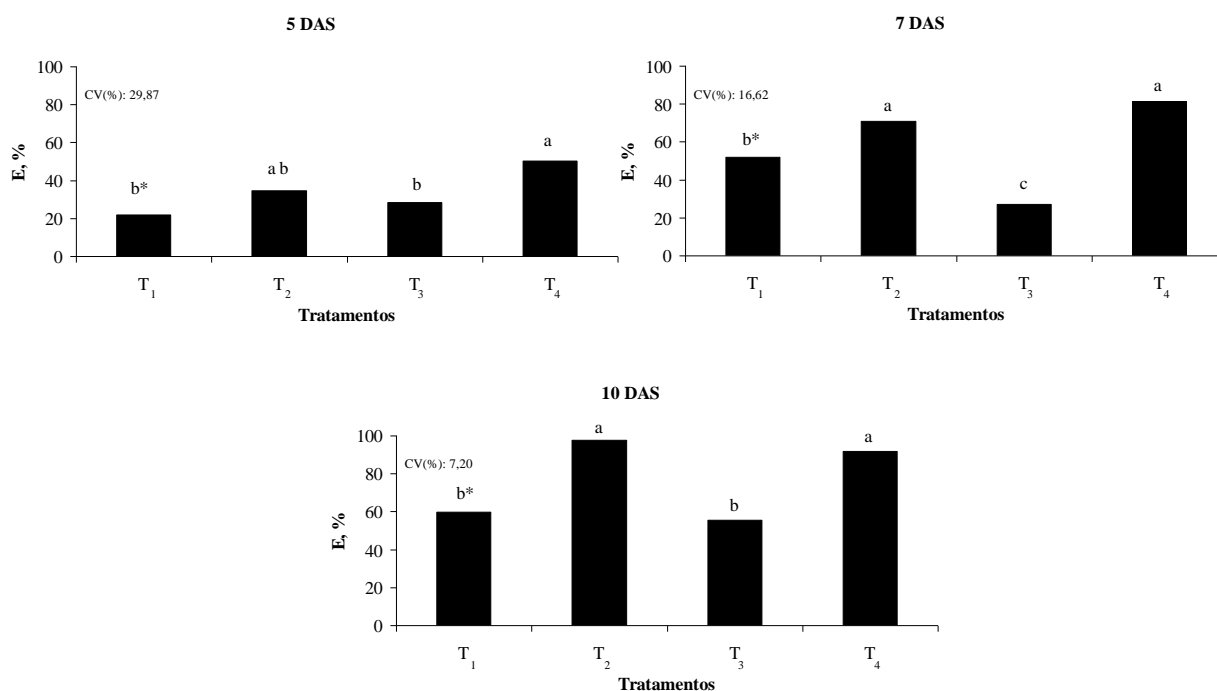 5 DAS
100
80
60
40
20
0
E, %
CV(%): 29,87
b*
a b
b
a
T1
T2
T3
T4
Tratamentos
7 DAS
100
80
60
40
20
0
E, %
CV(%): 16,62
b*
a
c
a
T1
T2
T3
T4
Tratamentos
10 DAS
100
80
60
40
20
0
E, %
CV(%): 7,20
b*
a
b
a
T1
T2
T3
T4
Tratamentos